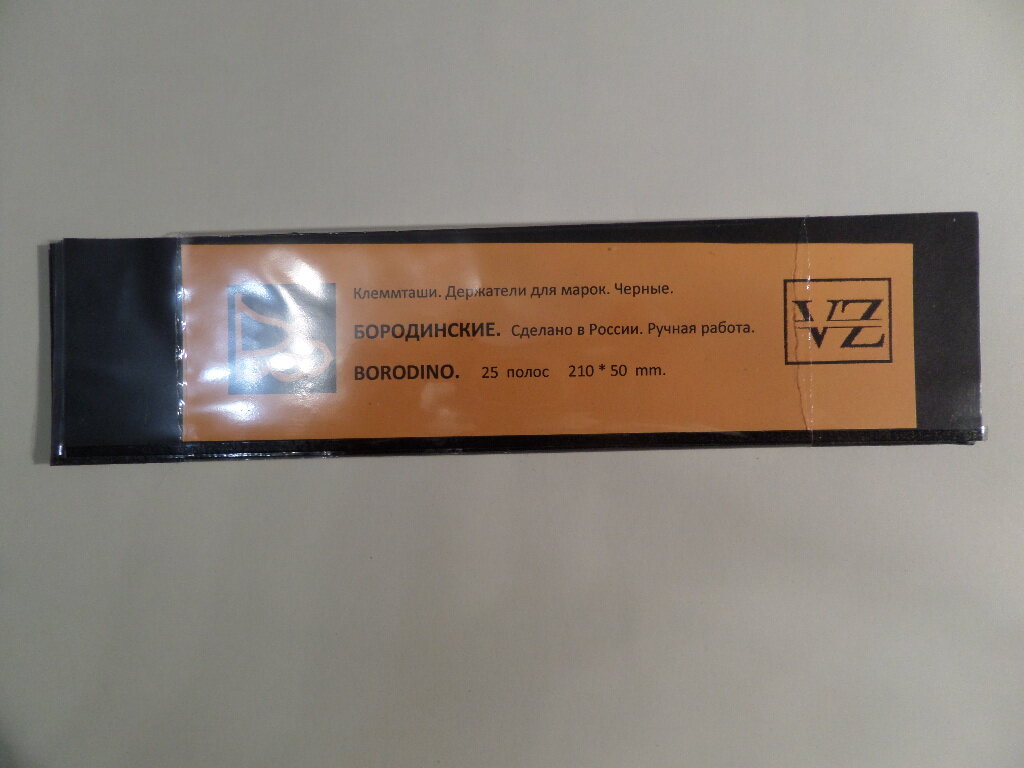 Клеммташи. Держатели для марок. Черные.
БОРОДИНСКИЕ. Сделано в России. Ручная работа.
BORODINO. 25 полос 210 * 50 mm.
VZ